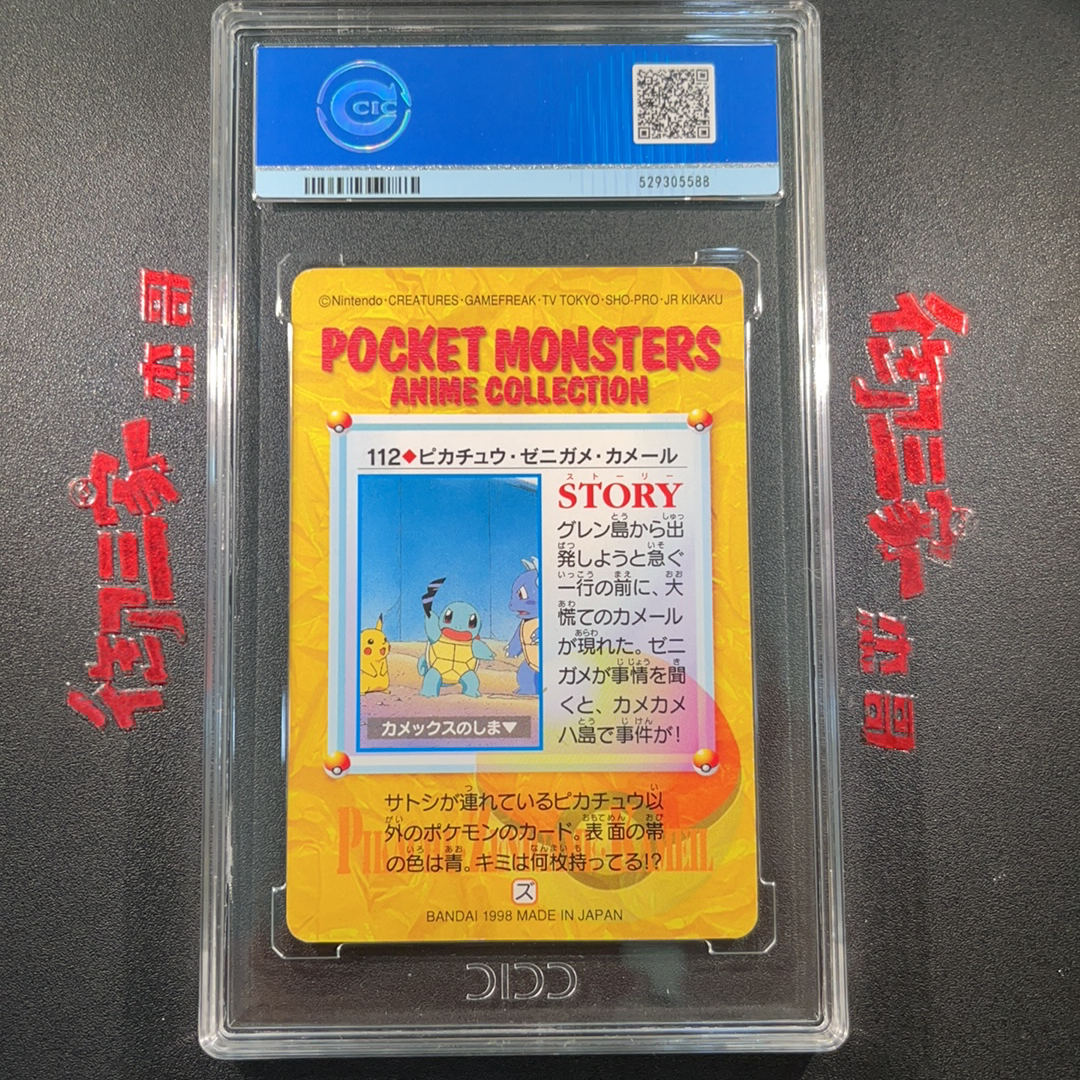 CCIC
529305588
©Nintendo・CREATURES・GAMEFREAK・TV TOKYO・SHO-PRO・JR KIKAKU
POCKET MONSTERS
ANIME COLLECTION
112◆ピカチュウ・ゼニガメ・カメール
ストーリー
STORY
グレン島から出
発しようと急ぐ
一行の前に、大
慌てのカメール
が現れた。ゼニ
ガメが事情を聞
くと、カメカメ
ハ島で事件が!
カメックスのしま▼
サトシが連れているピカチュウ以
外のポケモンのカード。表面の帯
の色は青。キミは何枚持ってる!?
ズ
BANDAI 1998 MADE IN JAPAN